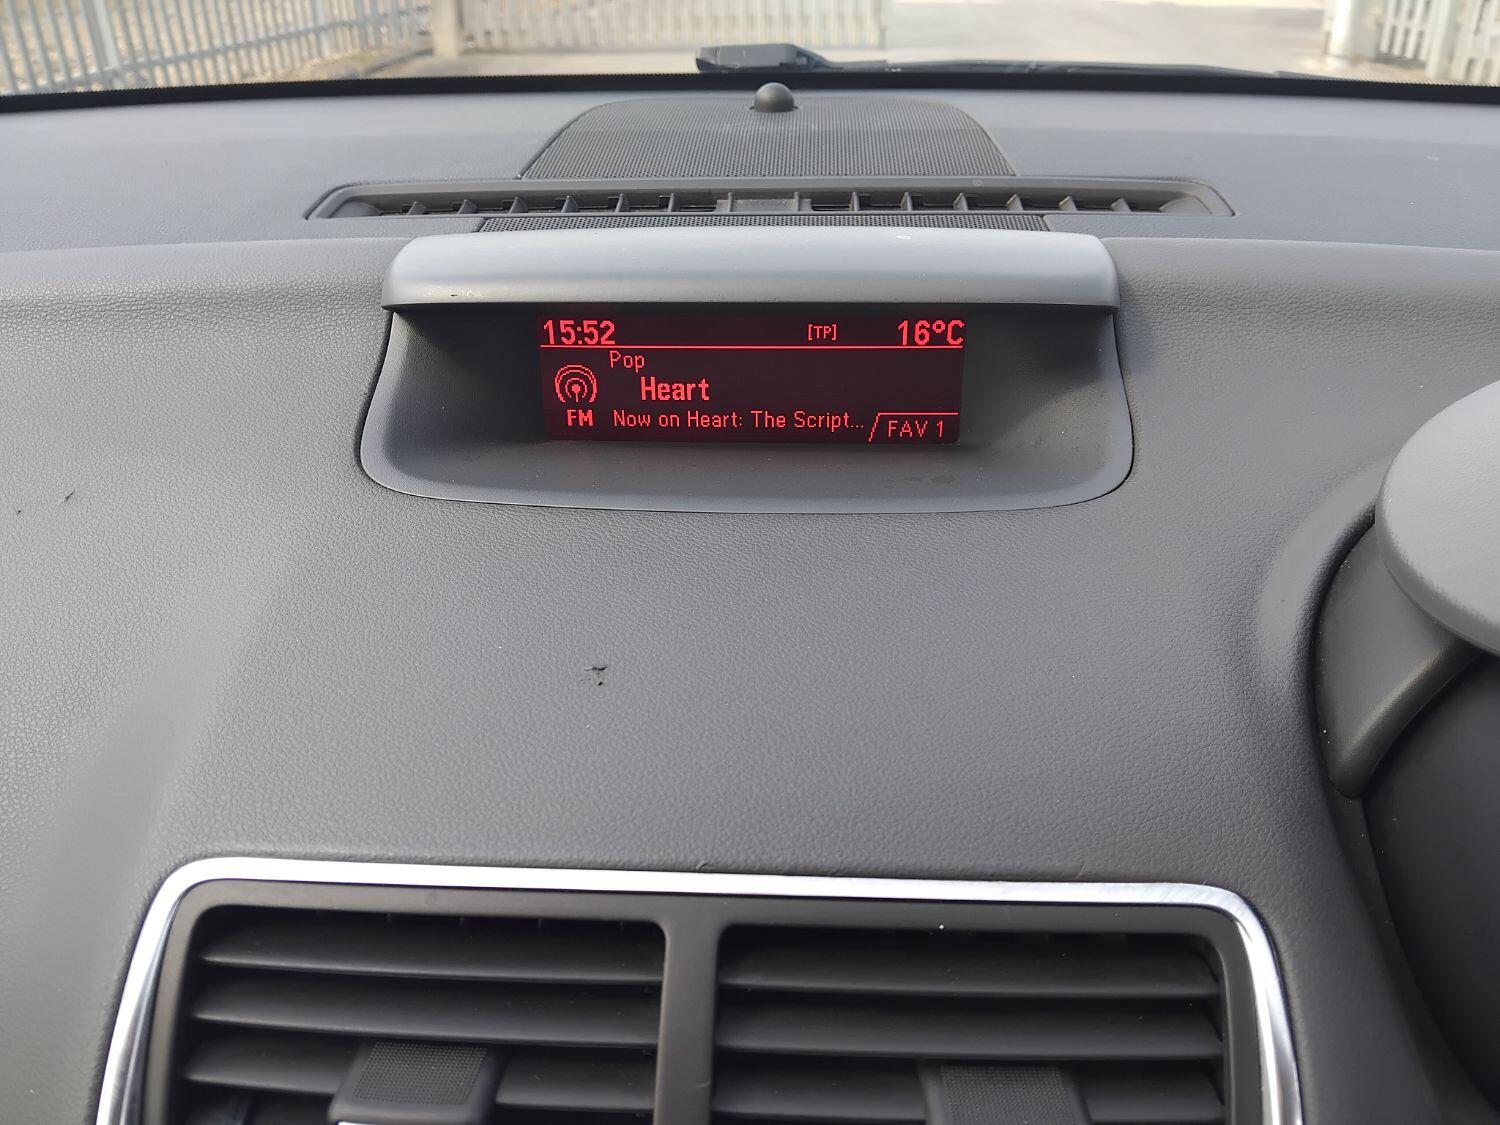 15:52 [TP] 16°C
Pop
Heart
FM Now on Heart: The Script...
FAV 1